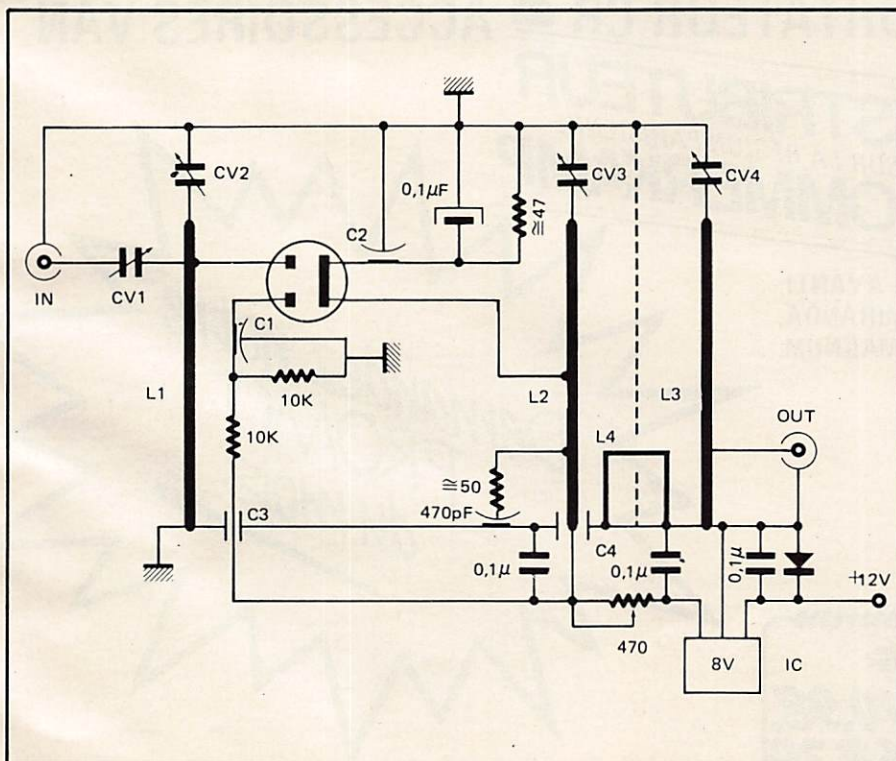 CV2
0,1µF
≅47
CV3
CV4
C2
IN
CV1
C1
10K
L1
L2
L3
10K
L4
OUT
≅50
470pF
C3
C4
0,1µ
0,1µ
0,1µ
+12V
470
8V
IC